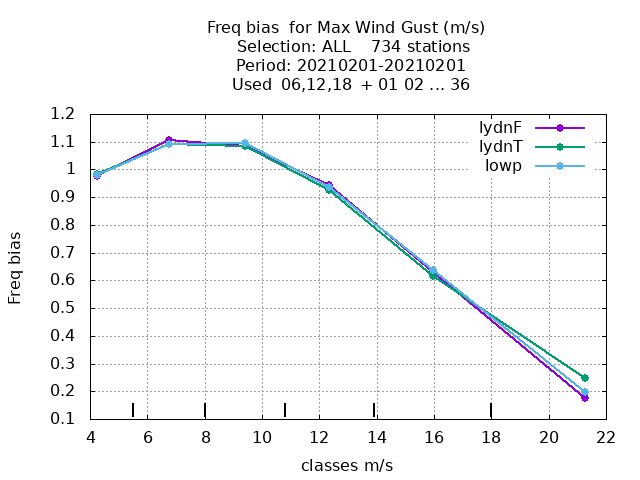 Freq bias  for Max Wind Gust (m/s)
Selection: ALL    734 stations
Period: 20210201-20210201
Used  06,12,18  + 01 02 ... 36
lydnF
lydnT
lowp
1.2
1.1
1
0.9
0.8
0.7
0.6
0.5
0.4
0.3
0.2
0.1
Freq bias
4 6 8 10 12 14 16 18 20 22
classes m/s